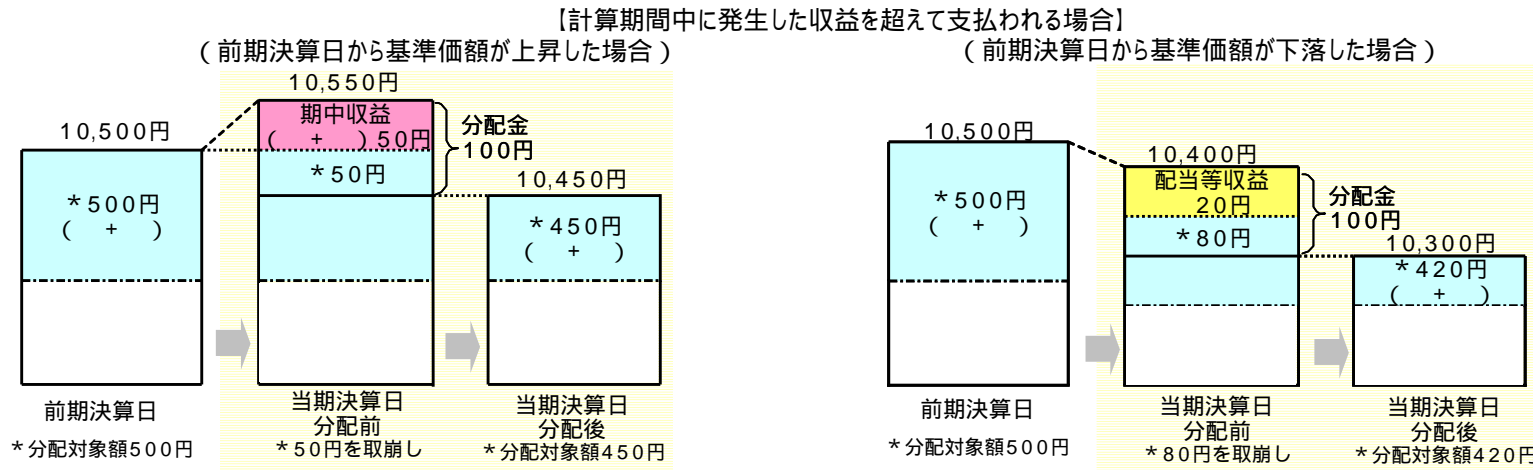 【計算期間中に発生した収益を超えて支払われる場合】
(前期決算日から基準価額が上昇した場合)
10,500円
*500円
( + )
前期決算日
*分配対象額500円
10,550円
期中収益
( + )50円
*50円
分配金
100円
当期決算日
分配前
*50円を取崩し
10,450円
*450円
( + )
当期決算日
分配後
*分配対象額450円
(前期決算日から基準価額が下落した場合)
10,500円
*500円
( + )
前期決算日
*分配対象額500円
10,400円
配当等収益
20円
*80円
分配金
100円
当期決算日
分配前
*80円を取崩し
10,300円
*420円
( + )
当期決算日
分配後
*分配対象額420円